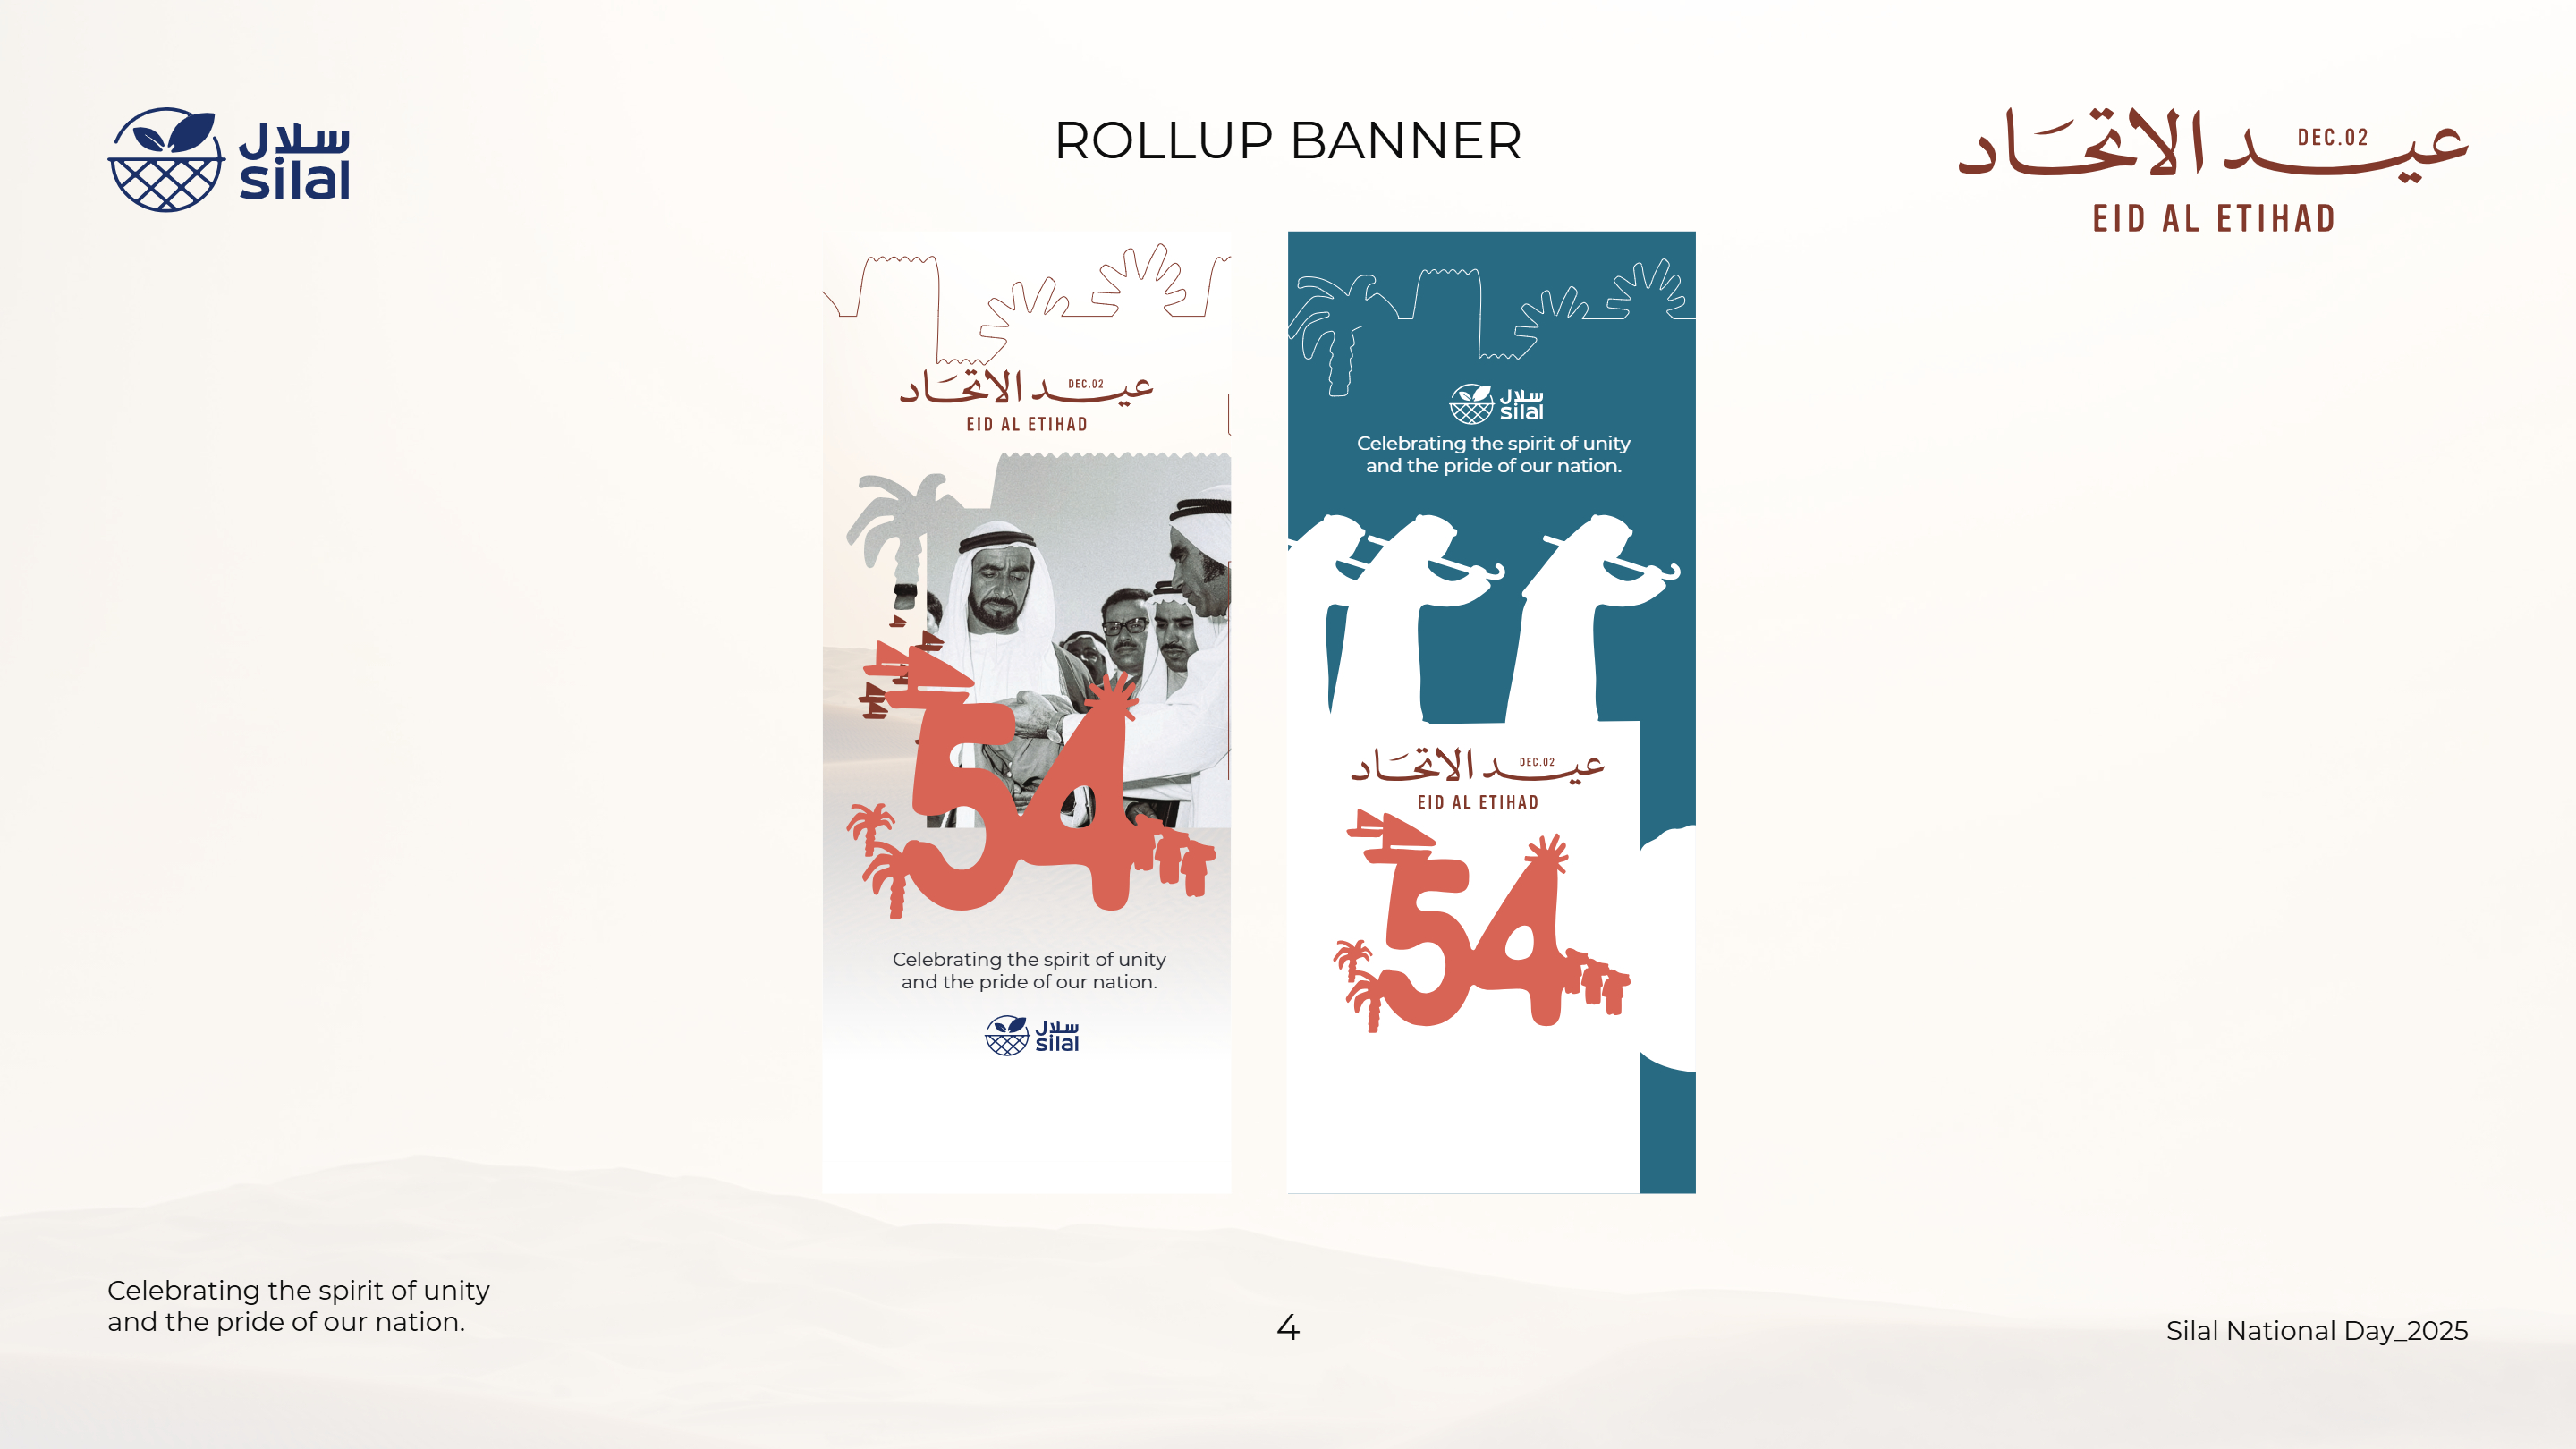 سلال
silal
ROLLUP BANNER
عيد الاتحاد
DEC.02
EID AL ETIHAD
عيد الاتحاد
DEC.02
EID AL ETIHAD
54
Celebrating the spirit of unity
and the pride of our nation.
سلال
silal
سلال
silal
Celebrating the spirit of unity
and the pride of our nation.
عيد الاتحاد
DEC.02
EID AL ETIHAD
54
Celebrating the spirit of unity
and the pride of our nation.
4
Silal National Day_2025